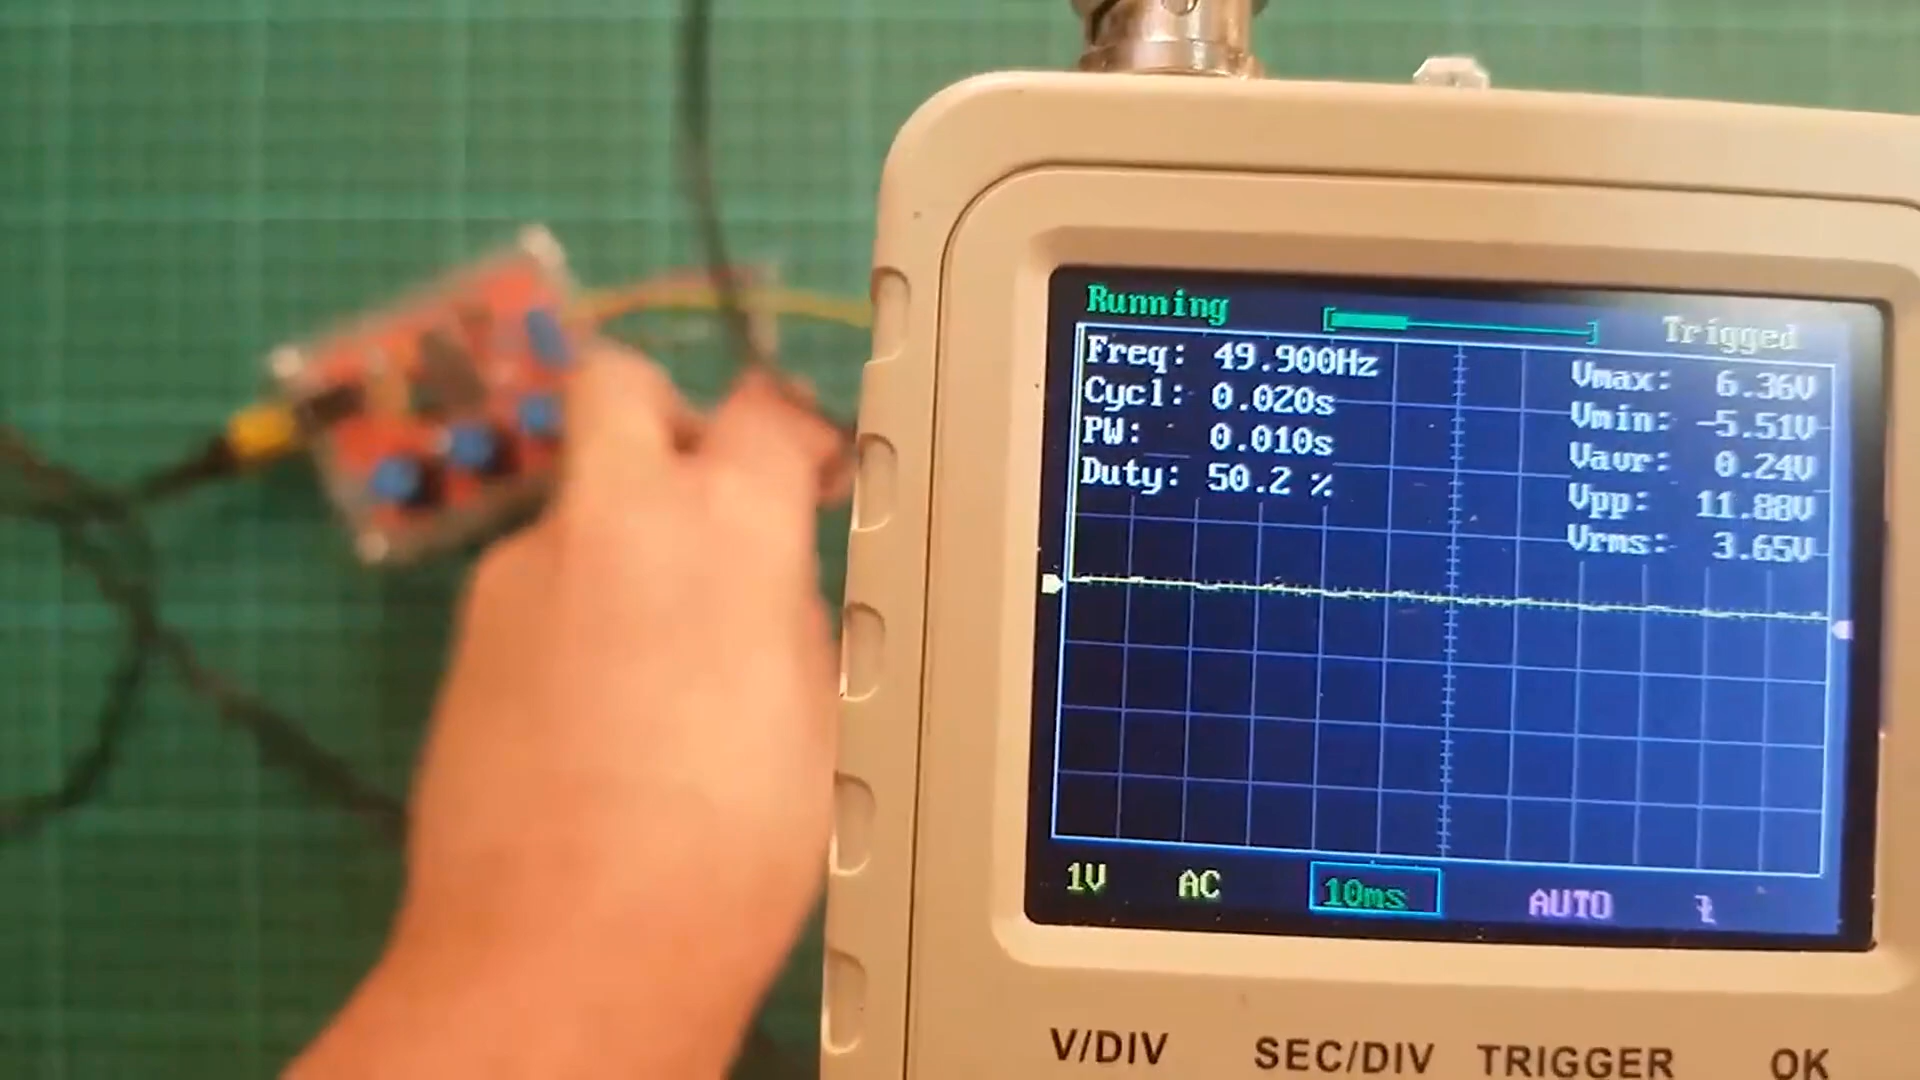 Running Trigged
Freq: 49.900Hz Vmax: 6.36V
Cycl: 0.020s Vmin: -5.51V
PW: 0.010s Vavr: 0.24V
Duty: 50.2 % Vpp: 11.88V
Vrms: 3.65V
1V AC 10ms AUTO
V/DIV SEC/DIV TRIGGER OK